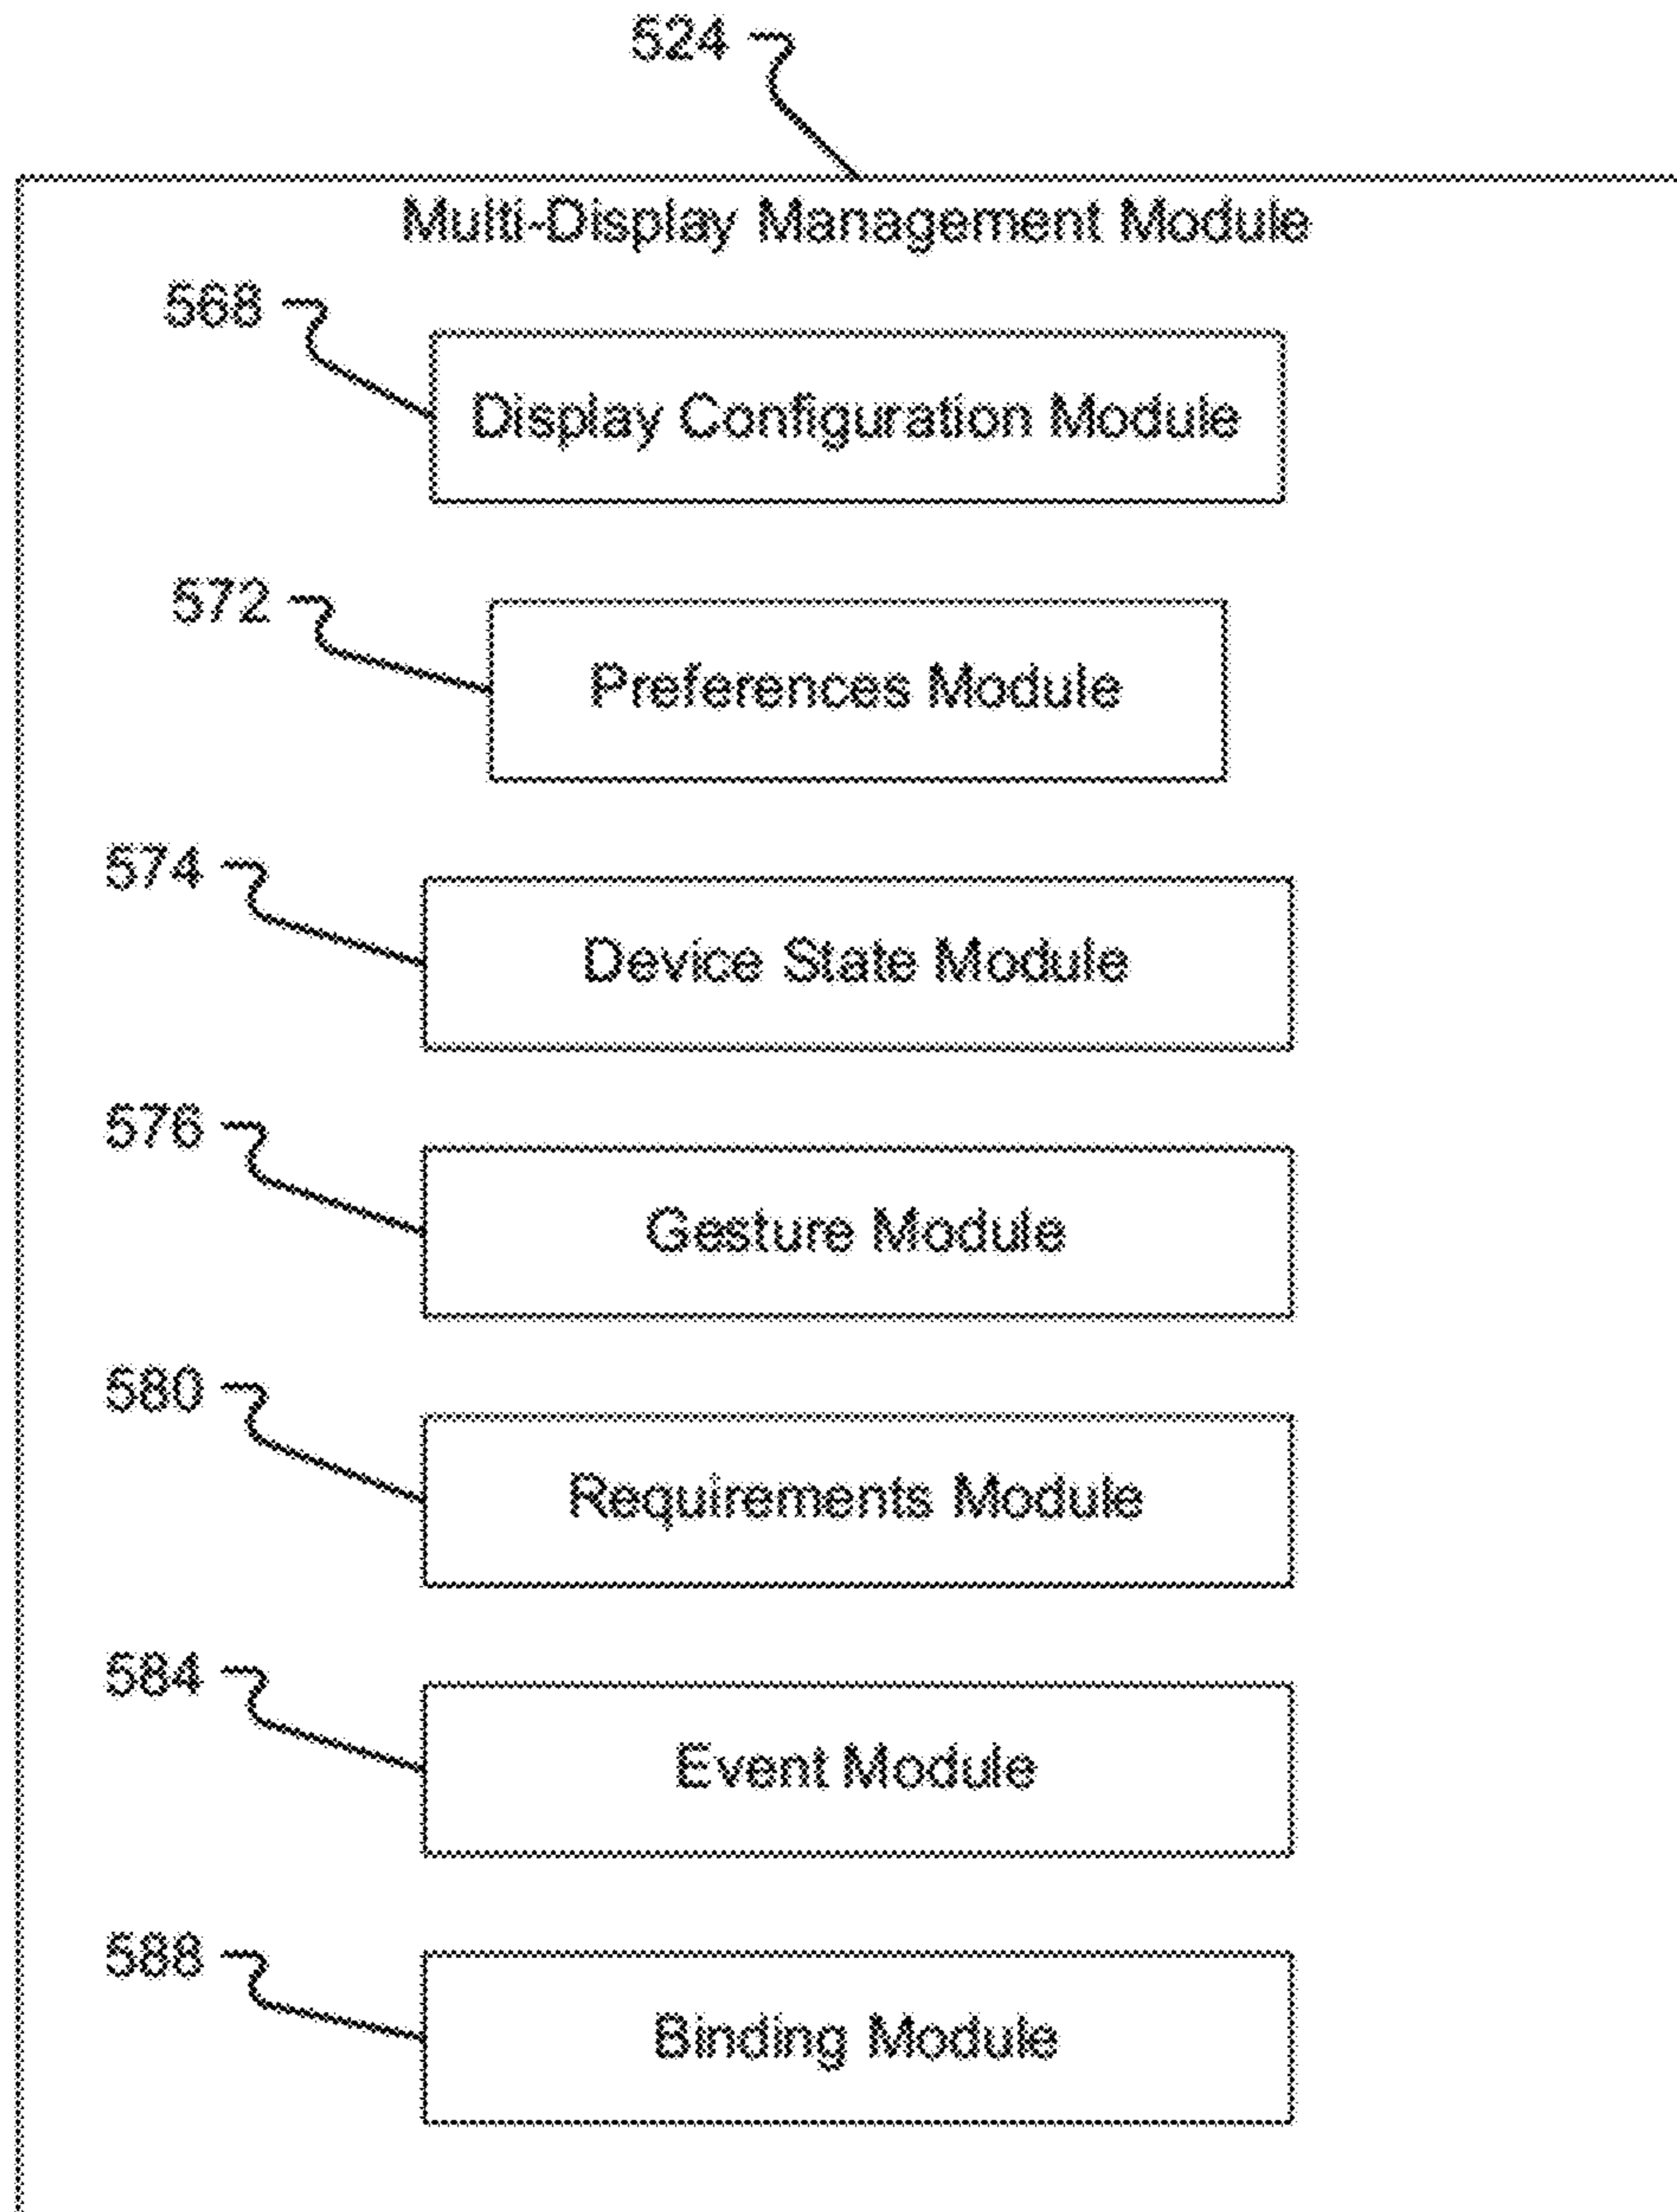 524
Multi-Display Management Module
568
Display Configuration Module
572
Preferences Module
574
Device State Module
576
Gesture Module
580
Requirements Module
584
Event Module
588
Binding Module